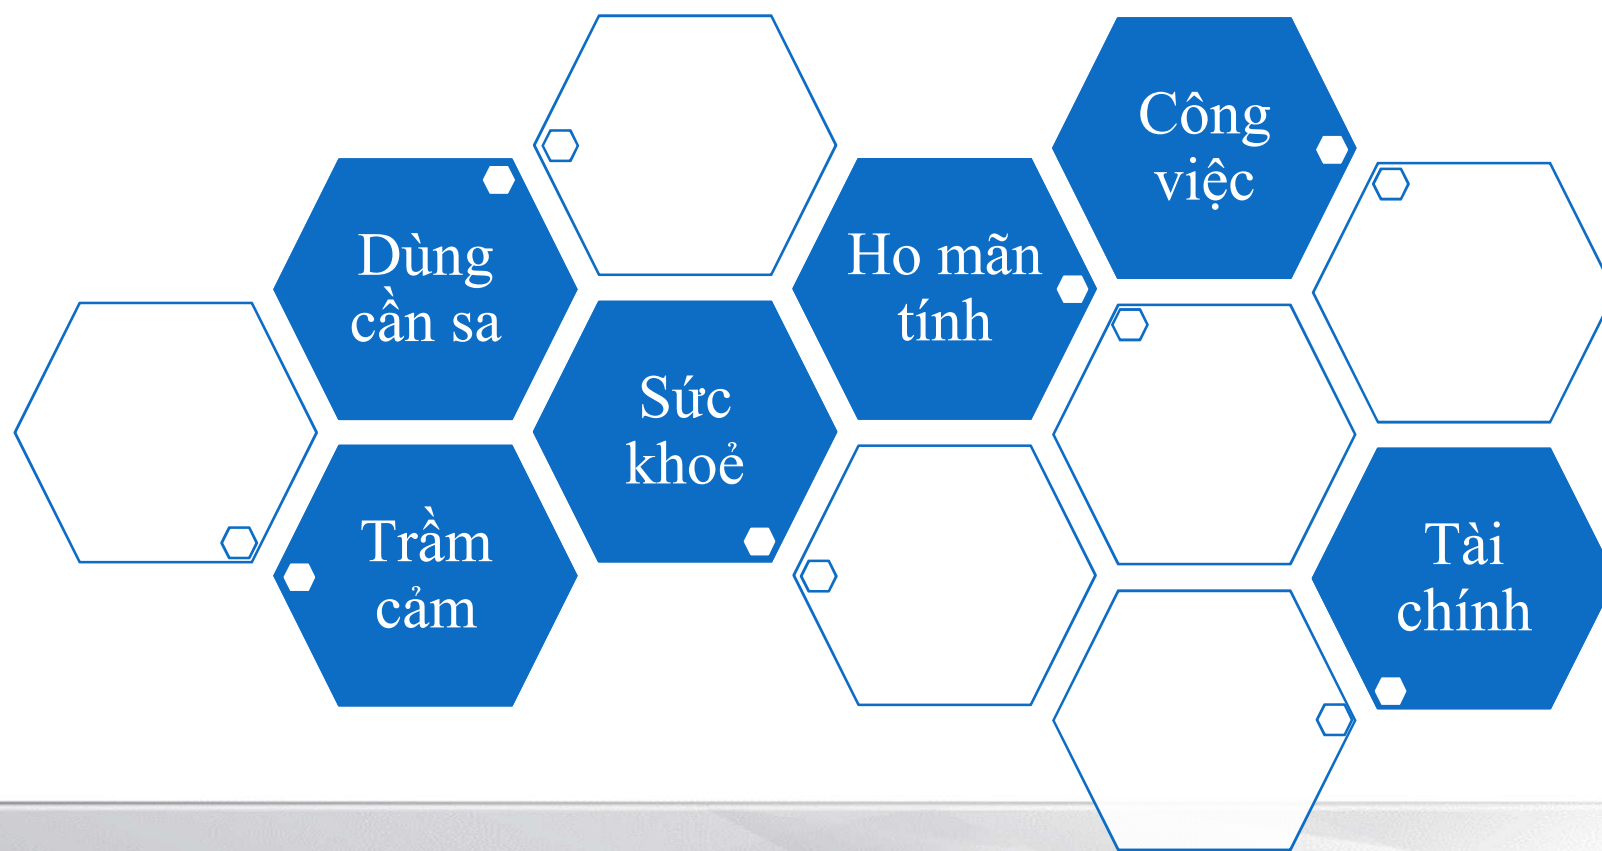 Dùng
cần sa
Trầm
cảm
Sức
khoẻ
Ho mãn
tính
Công
việc
Tài
chính